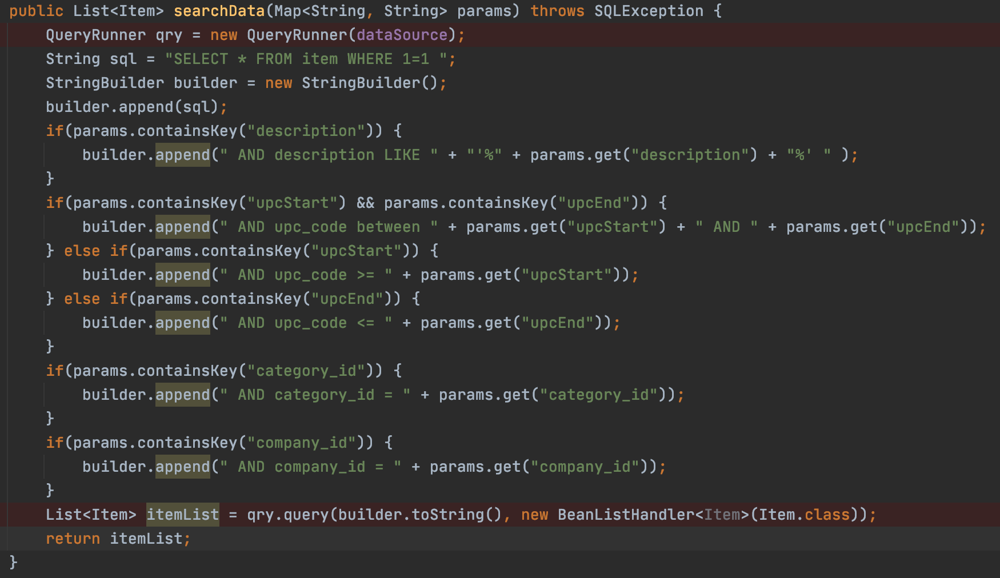 public List<Item> searchData(Map<String, String> params) throws SQLException {
    QueryRunner qry = new QueryRunner(dataSource);
    String sql = "SELECT * FROM item WHERE 1=1 ";
    StringBuilder builder = new StringBuilder();
    builder.append(sql);
    if(params.containsKey("description")) {
        builder.append(" AND description LIKE " + "'%" + params.get("description") + "%' " );
    }
    if(params.containsKey("upcStart") && params.containsKey("upcEnd")) {
        builder.append(" AND upc_code between " + params.get("upcStart") + " AND " + params.get("upcEnd"));
    } else if(params.containsKey("upcStart")) {
        builder.append(" AND upc_code >= " + params.get("upcStart"));
    } else if(params.containsKey("upcEnd")) {
        builder.append(" AND upc_code <= " + params.get("upcEnd"));
    }
    if(params.containsKey("category_id")) {
        builder.append(" AND category_id = " + params.get("category_id"));
    }
    if(params.containsKey("company_id")) {
        builder.append(" AND company_id = " + params.get("company_id"));
    }
    List<Item> itemList = qry.query(builder.toString(), new BeanListHandler<Item>(Item.class));
    return itemList;
}